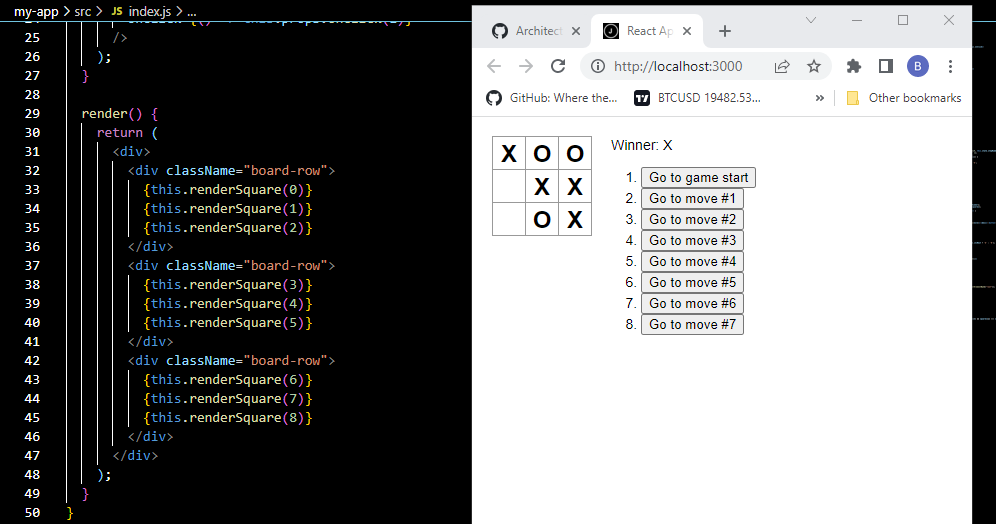 my-app > src > JS index.js > ...
25 />
26 );
27 }
28
29 render() {
30 return (
31 <div>
32 <div className="board-row">
33 {this.renderSquare(0)}
34 {this.renderSquare(1)}
35 {this.renderSquare(2)}
36 </div>
37 <div className="board-row">
38 {this.renderSquare(3)}
39 {this.renderSquare(4)}
40 {this.renderSquare(5)}
41 </div>
42 <div className="board-row">
43 {this.renderSquare(6)}
44 {this.renderSquare(7)}
45 {this.renderSquare(8)}
46 </div>
47 </div>
48 );
49 }
50 }
Architect
React Ap
http://localhost:3000
B
GitHub: Where the...
BTCUSD 19482.53...
»
Other bookmarks
X O O
X X
O X
Winner: X
1. Go to game start
2. Go to move #1
3. Go to move #2
4. Go to move #3
5. Go to move #4
6. Go to move #5
7. Go to move #6
8. Go to move #7